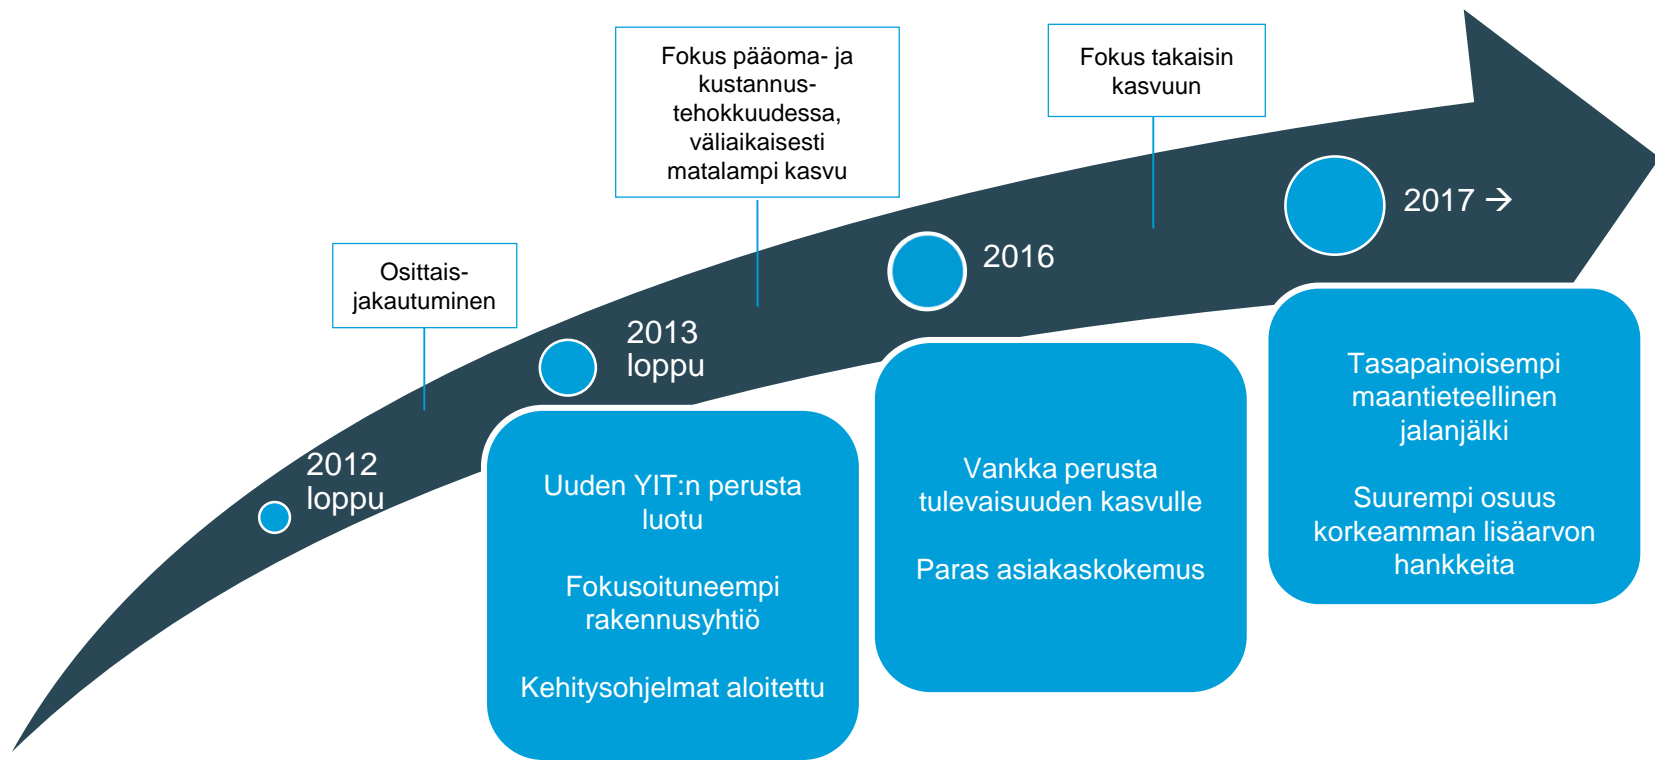 Osittais-
jakautuminen
Fokus pääoma- ja
kustannus-
tehokkuudessa,
väliaikaisesti
matalampi kasvu
Fokus takaisin
kasvuun
2012
loppu
2013
loppu
2016
2017 →
Uuden YIT:n perusta
luotu
Fokusoituneempi
rakennusyhtiö
Kehitysohjelmat aloitettu
Vankka perusta
tulevaisuuden kasvulle
Paras asiakaskokemus
Tasapainoisempi
maantieteellinen
jalanjälki
Suurempi osuus
korkeamman lisäarvon
hankkeita